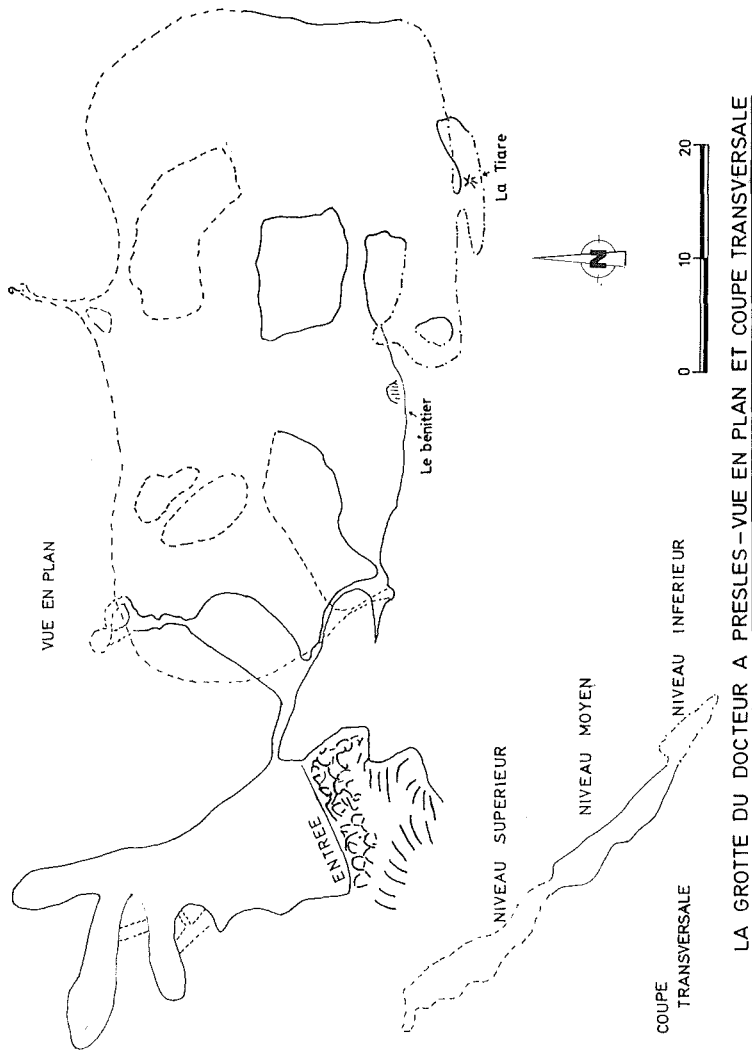 VUE EN PLAN
ENTREE
Le bénitier
La Tiare
N
0 10 20
NIVEAU SUPERIEUR
NIVEAU MOYEN
NIVEAU INFERIEUR
COUPE
TRANSVERSALE
LA GROTTE DU DOCTEUR A PRESLES-VUE EN PLAN ET COUPE TRANSVERSALE